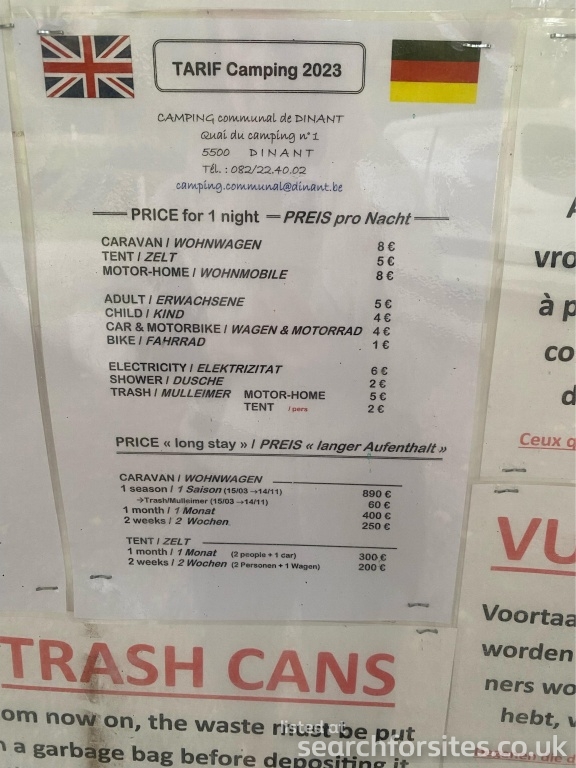 TARIF Camping 2023
CAMPING communal de DINANT
Quai du camping n° 1
5500 DINANT
Tél. : 082/22.40.02
camping.communal@dinant.be
PRICE for 1 night = PREIS pro Nacht
CARAVAN / WOHNWAGEN 8 €
TENT / ZELT 5 €
MOTOR-HOME / WOHNMOBILE 8 €
ADULT / ERWACHSENE 5 €
CHILD / KIND 4 €
CAR & MOTORBIKE / WAGEN & MOTORRAD 4 €
BIKE / FAHRRAD 1 €
ELECTRICITY / ELEKTRIZITAT 6 €
SHOWER / DUSCHE 2 €
TRASH / MULLEIMER MOTOR-HOME 5 €
TENT / pers 2 €
PRICE « long stay » / PREIS « langer Aufenthalt »
CARAVAN / WOHNWAGEN
1 season / 1 Saison (15/03 →14/11) 890 €
→Trash/Mulleimer (15/03 →14/11) 60 €
1 month / 1 Monat 400 €
2 weeks / 2 Wochen 250 €
TENT / ZELT
1 month / 1 Monat (2 people + 1 car) 300 €
2 weeks / 2 Wochen (2 Personen + 1 Wagen) 200 €
TRASH CANS
om now on, the waste must be put
a garbage bag before depositing it
vro
à p
co
d
Ceux q
VU
Voortaa
worden
ners wo
hebt, v
listed at
searchforsites.co.uk